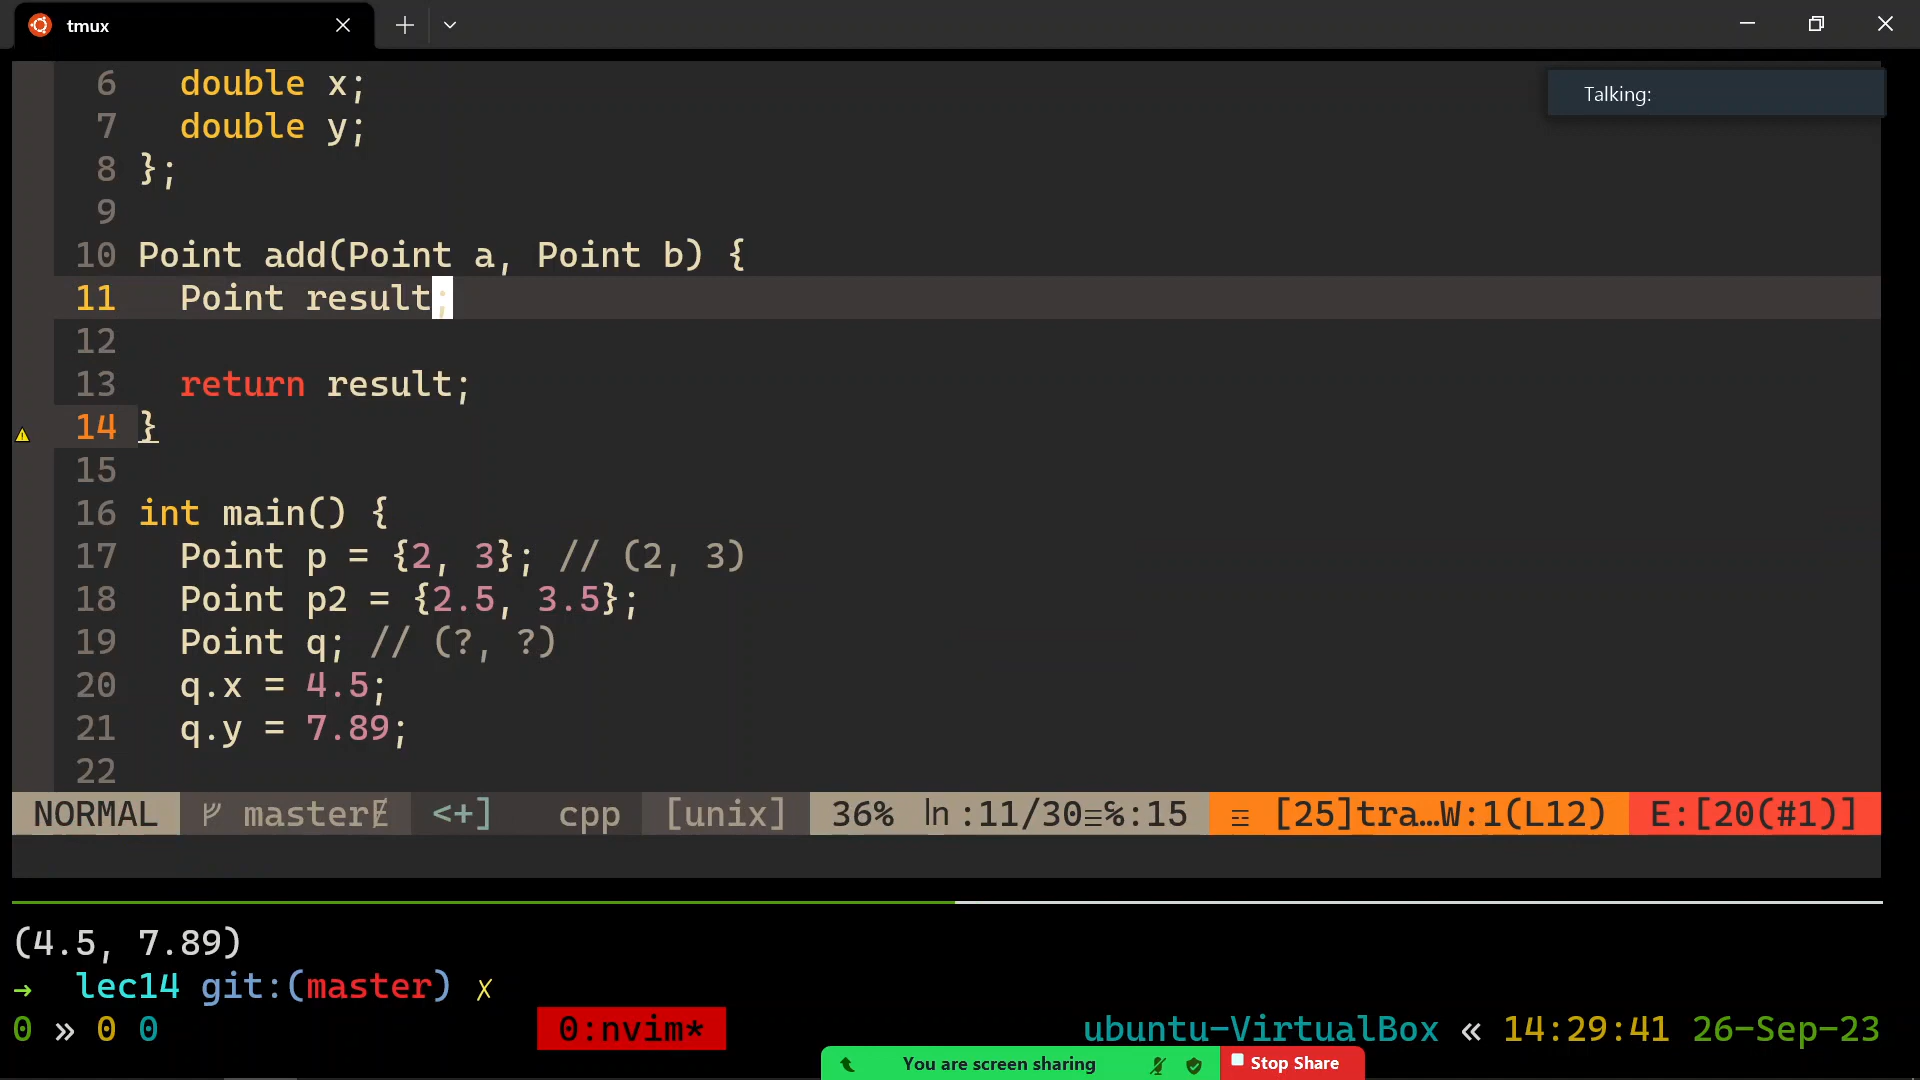 tmux
6 double x;
Talking:
7 double y;
8 };
9
10 Point add(Point a, Point b) {
11 Point result;
12
13 return result;
14 }
15
16 int main() {
17 Point p = {2, 3}; // (2, 3)
18 Point p2 = {2.5, 3.5};
19 Point q; // (?, ?)
20 q.x = 4.5;
21 q.y = 7.89;
22
NORMAL masterɆ <+] cpp [unix] 36% ㏑:11/30≡℅:15 ☲ [25]tra…W:1(L12) E:[20(#1)]
(4.5, 7.89)
→ lec14 git:(master) ✗
0 » 0 0 0:nvim* ubuntu-VirtualBox « 14:29:41 26-Sep-23
You are screen sharing Stop Share